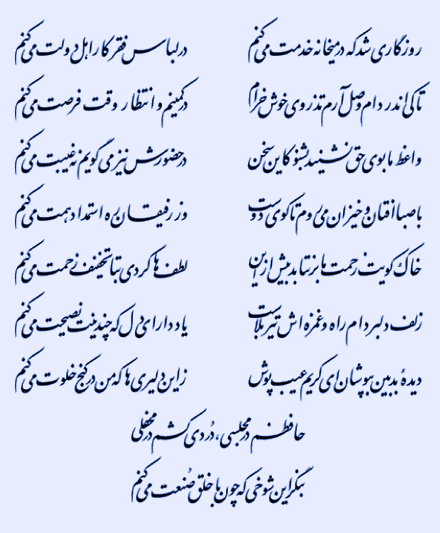 روزگاری شد که در میخانه خدمت می‌کنم
در لباس فقر کار اهل دولت می‌کنم
تا کی اندر دام وصل آرم تذروی خوش خرام
در کمینم و انتظار وقت فرصت می‌کنم
واعظ ما بوی حق نشنید بشنو کاین سخن
در حضورش نیز می‌گویم نه غیبت می‌کنم
با صبا افتان و خیزان می‌روم تا کوی دوست
و از رفیقان ره استمداد همت می‌کنم
خاک کویت زحمت ما برنتابد بیش از این
لطف‌ها کردی بتا تخفیف زحمت می‌کنم
زلف دلبر دام راه و غمزه‌اش تیر بلاست
یاد دار ای دل که چندینت نصیحت می‌کنم
دیدهٔ بدبین بپوشان ای کریم عیب پوش
زین دلیری‌ها که من در کنج خلوت می‌کنم
حافظم در مجلسی، دُردی کشم در محفلی
بنگر این شوخی که چون با خلق صنعت می‌کنم